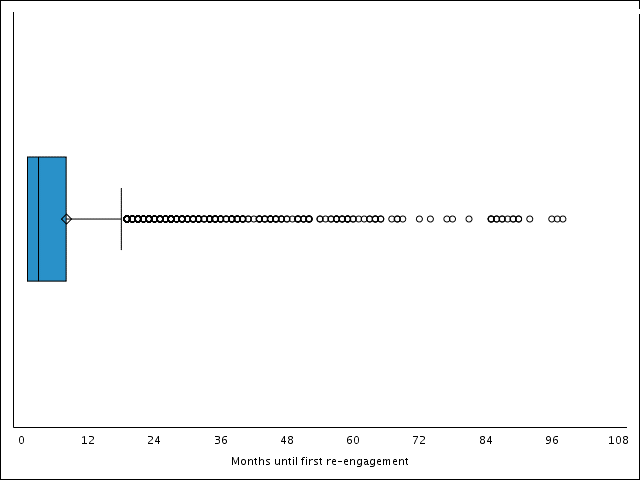 0 12 24 36 48 60 72 84 96 108
Months until first re-engagement